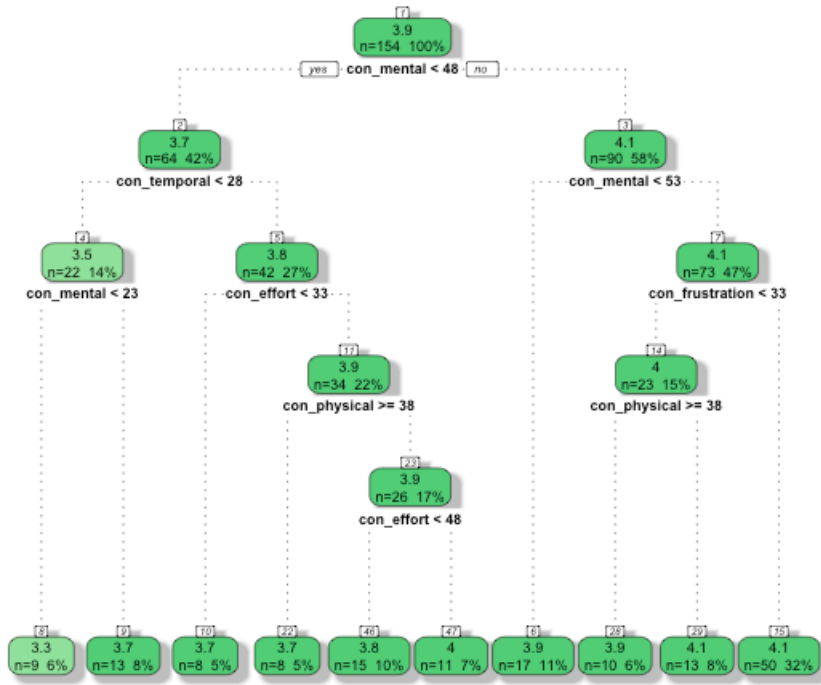 1
3.9
n=154 100%
yes con_mental < 48 no
2
3.7
n=64 42%
con_temporal < 28
3
4.1
n=90 58%
con_mental < 53
4
3.5
n=22 14%
con_mental < 23
5
3.8
n=42 27%
con_effort < 33
7
4.1
n=73 47%
con_frustration < 33
11
3.9
n=34 22%
con_physical >= 38
14
4
n=23 15%
con_physical >= 38
23
3.9
n=26 17%
con_effort < 48
8
3.3
n=9 6%
9
3.7
n=13 8%
10
3.7
n=8 5%
22
3.7
n=8 5%
46
3.8
n=15 10%
47
4
n=11 7%
6
3.9
n=17 11%
28
3.9
n=10 6%
29
4.1
n=13 8%
15
4.1
n=50 32%